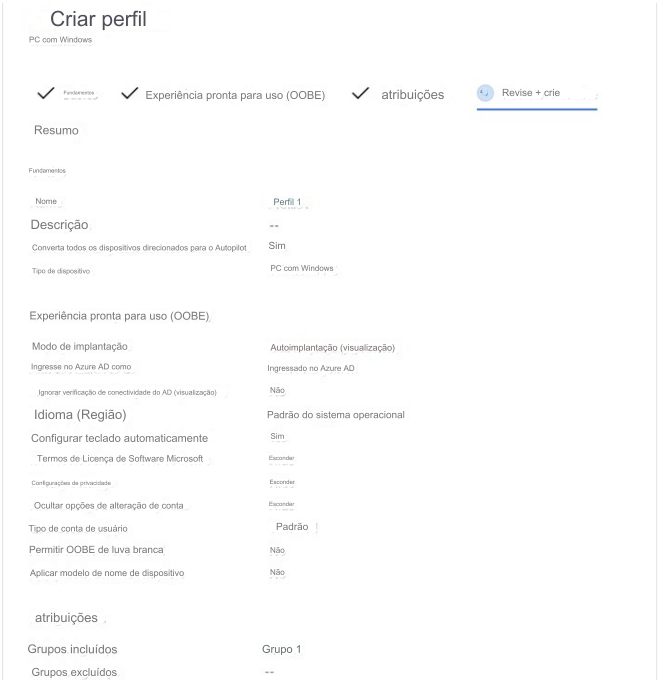 Criar perfil
PC com Windows
Fundamentos Experiência pronta para uso (OOBE) atribuições Revise + crie
Resumo
Fundamentos
Nome Perfil 1
Descrição --
Converta todos os dispositivos direcionados para o Autopilot Sim
Tipo de dispositivo PC com Windows
Experiência pronta para uso (OOBE)
Modo de implantação Autoimplantação (visualização)
Ingresse no Azure AD como Ingressado no Azure AD
Ignorar verificação de conectividade do AD (visualização) Não
Idioma (Região) Padrão do sistema operacional
Configurar teclado automaticamente Sim
Termos de Licença de Software Microsoft Esconder
Configurações de privacidade Esconder
Ocultar opções de alteração de conta Esconder
Tipo de conta de usuário Padrão
Permitir OOBE de luva branca Não
Aplicar modelo de nome de dispositivo Não
atribuições
Grupos incluídos Grupo 1
Grupos excluídos --